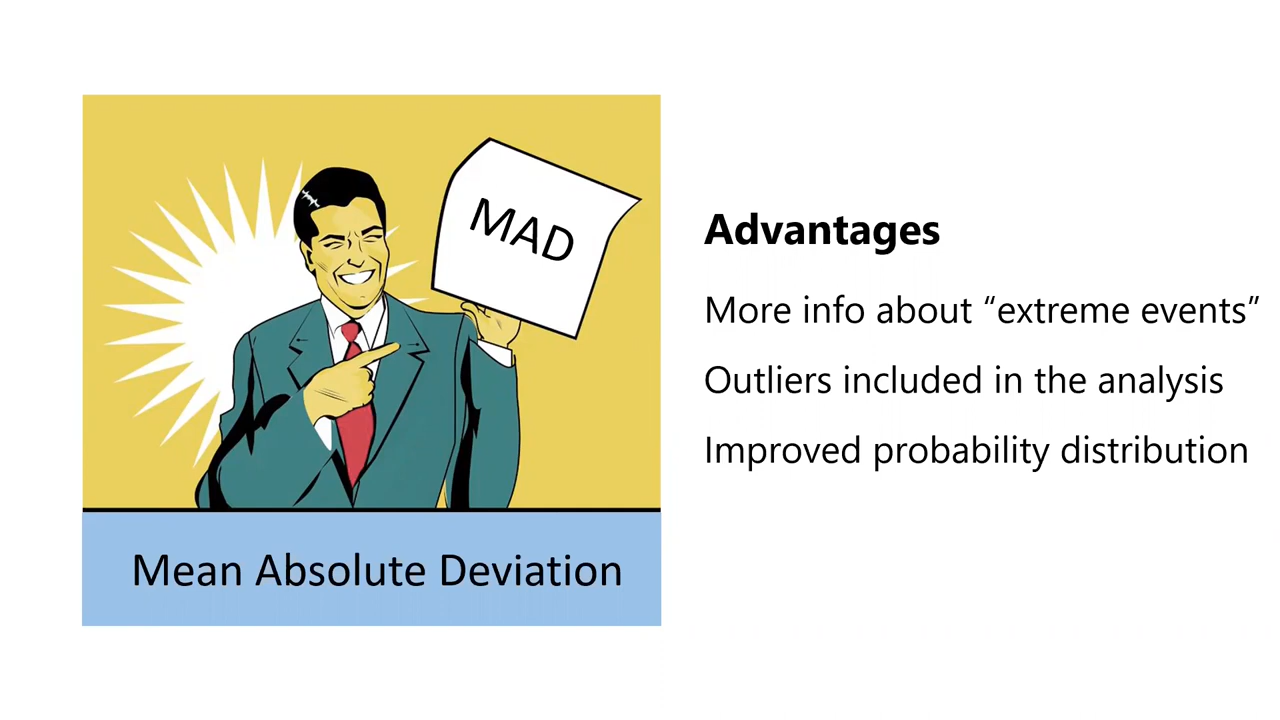 MAD
Mean Absolute Deviation
Advantages
More info about “extreme events”
Outliers included in the analysis
Improved probability distribution